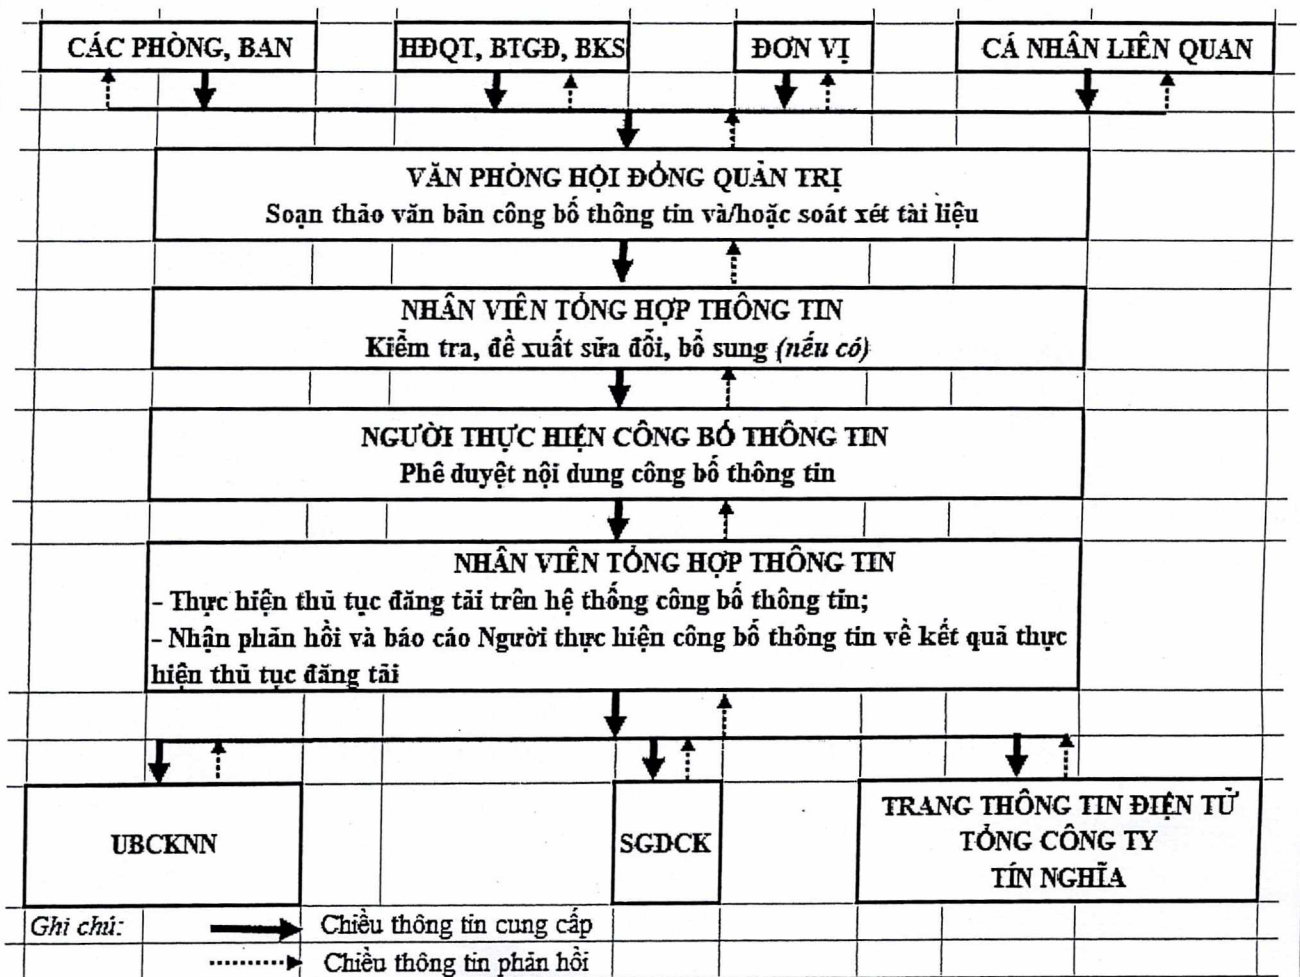 CÁC PHÒNG, BAN
HĐQT, BTGĐ, BKS
ĐƠN VỊ
CÁ NHÂN LIÊN QUAN
VĂN PHÒNG HỘI ĐỒNG QUẢN TRỊ
Soạn thảo văn bản công bố thông tin và/hoặc soát xét tài liệu
NHÂN VIÊN TỔNG HỢP THÔNG TIN
Kiểm tra, đề xuất sửa đổi, bổ sung (nếu có)
NGƯỜI THỰC HIỆN CÔNG BỐ THÔNG TIN
Phê duyệt nội dung công bố thông tin
NHÂN VIÊN TỔNG HỢP THÔNG TIN
- Thực hiện thủ tục đăng tải trên hệ thống công bố thông tin;
- Nhận phản hồi và báo cáo Người thực hiện công bố thông tin về kết quả thực
hiện thủ tục đăng tải
UBCKNN
SGDCK
TRANG THÔNG TIN ĐIỆN TỬ
TỔNG CÔNG TY
TÍN NGHĨA
Ghi chú:
Chiều thông tin cung cấp
Chiều thông tin phản hồi